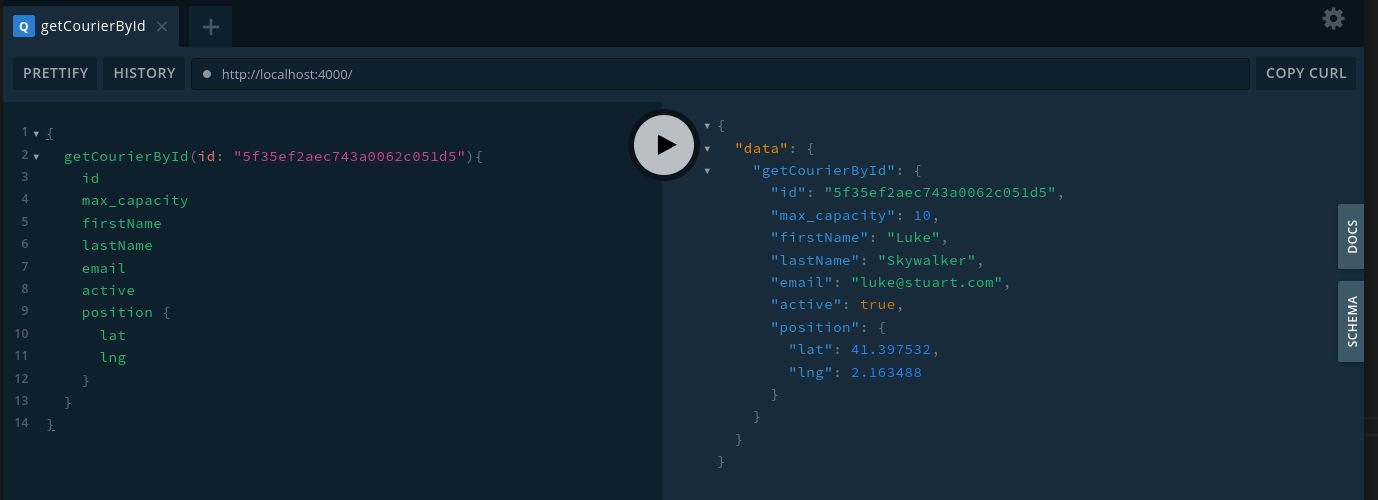 Q getCourierById × +
PRETTIFY HISTORY http://localhost:4000/ COPY CURL
1 {
2 getCourierById(id: "5f35ef2aec743a0062c051d5"){
3 id
4 max_capacity
5 firstName
6 lastName
7 email
8 active
9 position {
10 lat
11 lng
12 }
13 }
14 }
{
"data": {
"getCourierById": {
"id": "5f35ef2aec743a0062c051d5",
"max_capacity": 10,
"firstName": "Luke",
"lastName": "Skywalker",
"email": "luke@stuart.com",
"active": true,
"position": {
"lat": 41.397532,
"lng": 2.163488
}
}
}
}
DOCS
SCHEMA